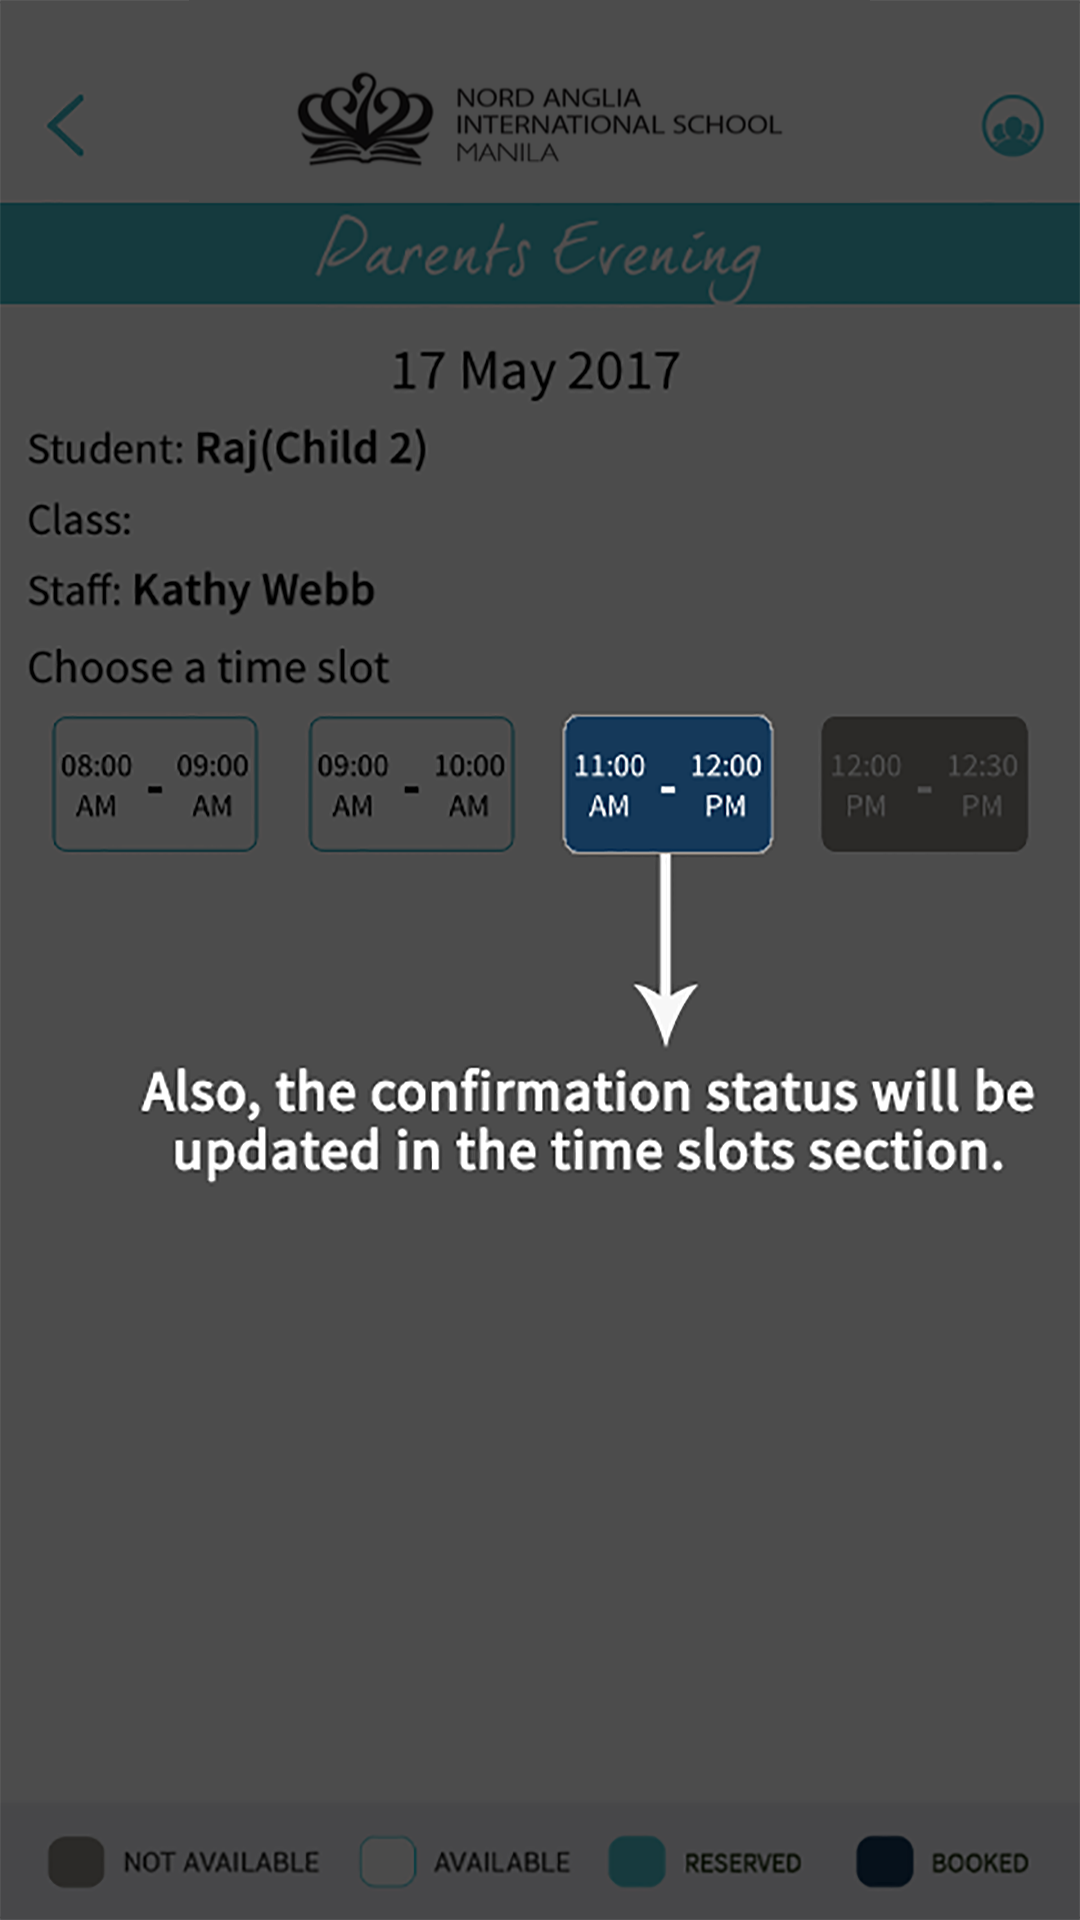 NORD ANGLIA
INTERNATIONAL SCHOOL
MANILA
Parents Evening
17 May 2017
Student: Raj(Child 2)
Class:
Staff: Kathy Webb
Choose a time slot
08:00 AM - 09:00 AM
09:00 AM - 10:00 AM
11:00 AM - 12:00 PM
12:00 PM - 12:30 PM
Also, the confirmation status will be
updated in the time slots section.
NOT AVAILABLE
AVAILABLE
RESERVED
BOOKED